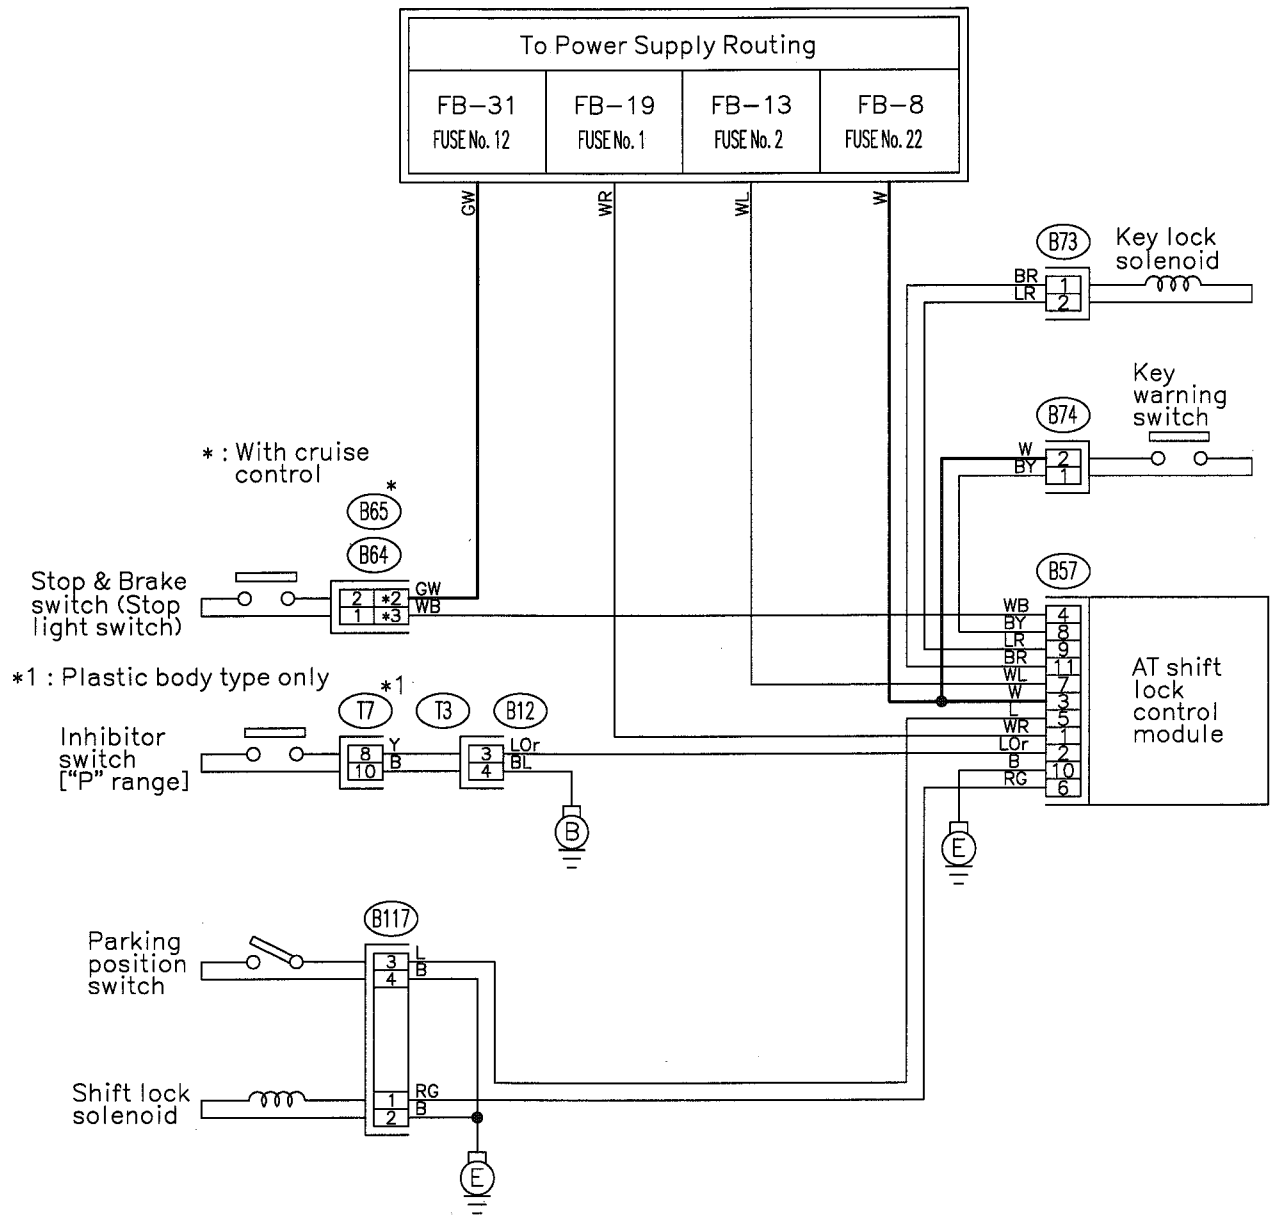 To Power Supply Routing
FB-31 FB-19 FB-13 FB-8
FUSE No. 12 FUSE No. 1 FUSE No. 2 FUSE No. 22
GW WR WL W
B73
Key lock
solenoid
BR 1
LR 2
Key
warning
switch
B74
W 2
BY 1
* : With cruise
control
*
B65
B64
Stop & Brake
switch (Stop
light switch)
2 *2 GW
1 *3 WB
B57
WB 4
BY 8
LR 9
BR 11
WL 7
W 3
L 5
WR 1
LOr 2
B 10
RG 6
AT shift
lock
control
module
*1 : Plastic body type only
*1
T7 T3 B12
Inhibitor
switch
["P" range]
8 Y 3 LOr
10 B 4 BL
B
E
B117
Parking
position
switch
3 L
4 B
Shift lock
solenoid
1 RG
2 B
E